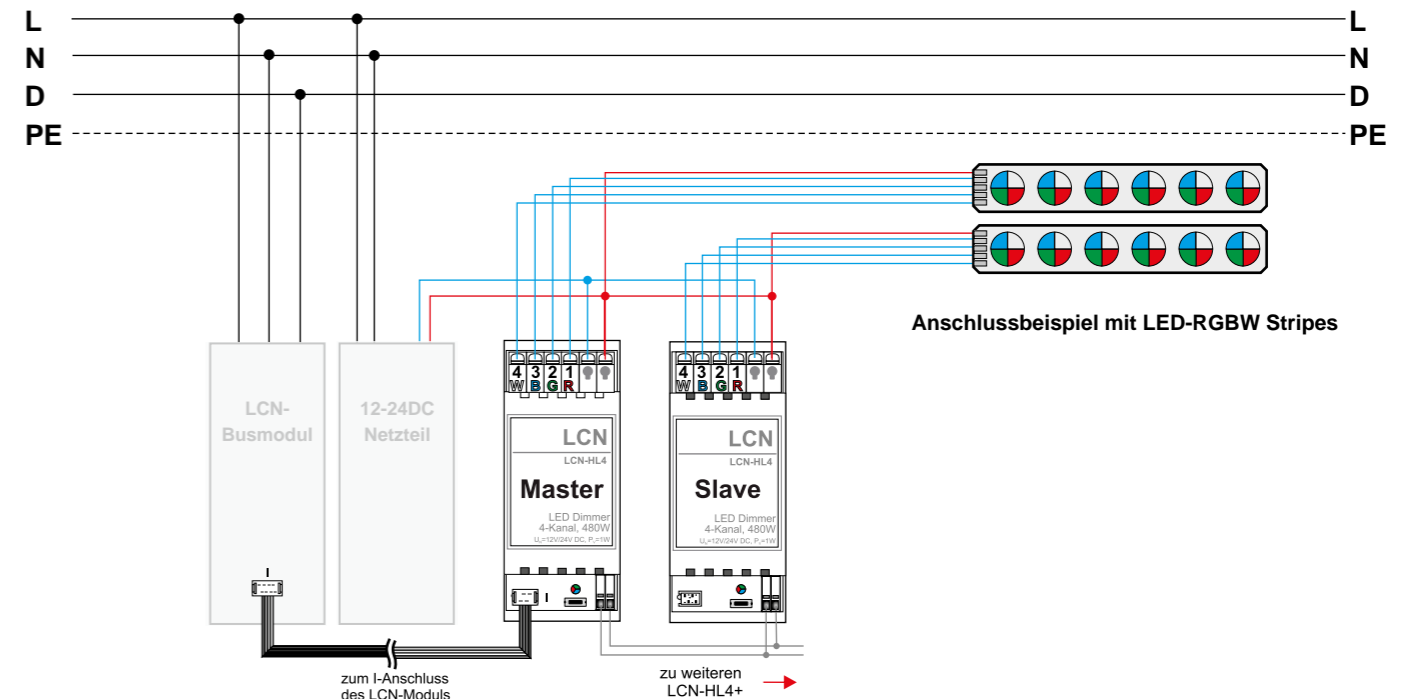 L L
N N
D D
PE PE
Anschlussbeispiel mit LED-RGBW Stripes
4 3 2 1
W B G R
4 3 2 1
W B G R
LCN-
Busmodul
12-24DC
Netzteil
LCN
LCN-HL4
Master
LED Dimmer
4-Kanal, 480W
LCN
LCN-HL4
Slave
LED Dimmer
4-Kanal, 480W
I
I
zum I-Anschluss
des LCN-Moduls
zu weiteren
LCN-HL4+